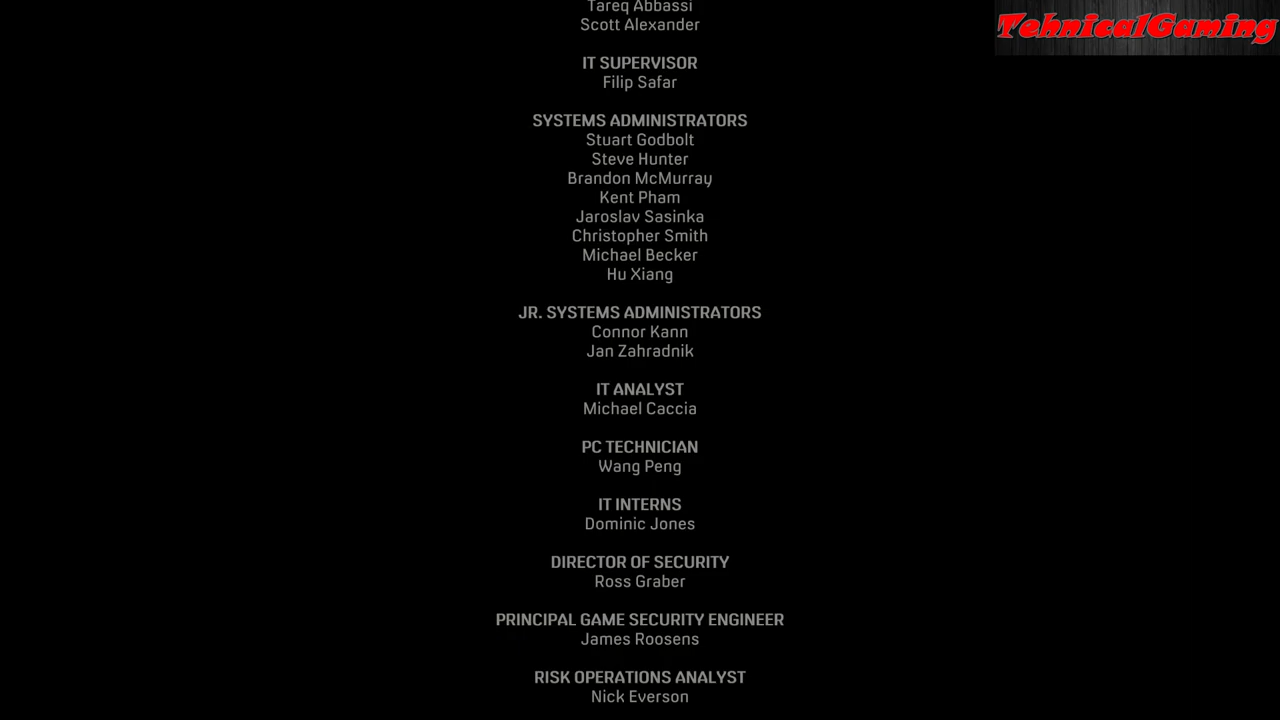 Tareq Abbassi
Scott Alexander
IT SUPERVISOR
Filip Safar
SYSTEMS ADMINISTRATORS
Stuart Godbolt
Steve Hunter
Brandon McMurray
Kent Pham
Jaroslav Sasinka
Christopher Smith
Michael Becker
Hu Xiang
JR. SYSTEMS ADMINISTRATORS
Connor Kann
Jan Zahradnik
IT ANALYST
Michael Caccia
PC TECHNICIAN
Wang Peng
IT INTERNS
Dominic Jones
DIRECTOR OF SECURITY
Ross Graber
PRINCIPAL GAME SECURITY ENGINEER
James Roosens
RISK OPERATIONS ANALYST
Nick Everson
TehnicalGaming